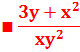 ▪ (3y + x²) / (xy²)